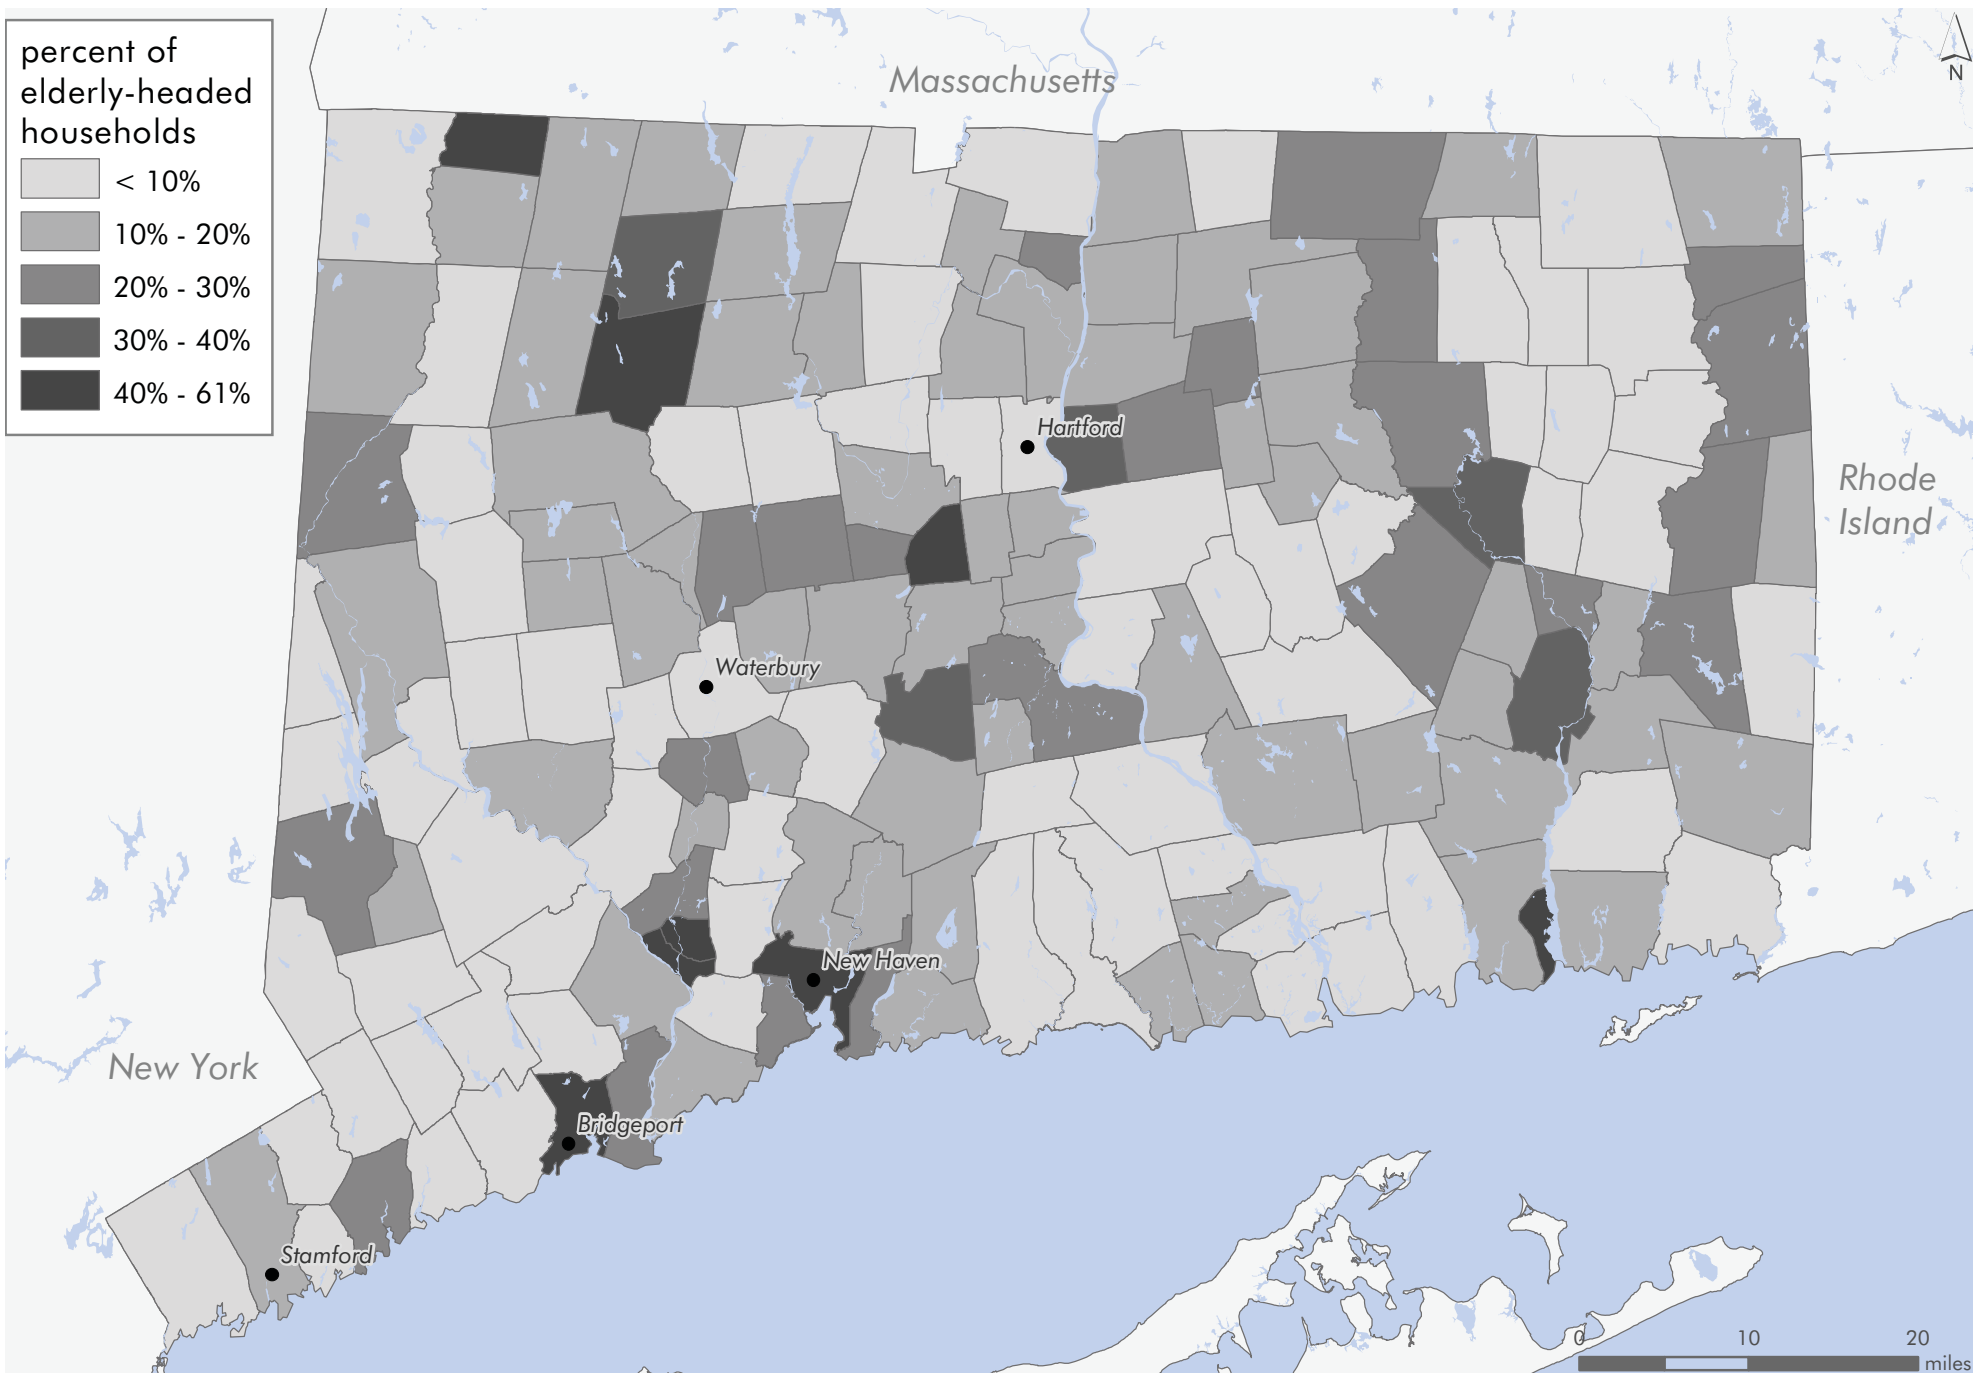 percent of
elderly-headed
households
< 10%
10% - 20%
20% - 30%
30% - 40%
40% - 61%
Massachusetts
N
Hartford
Rhode
Island
Waterbury
New Haven
New York
Bridgeport
Stamford
0 10 20
miles